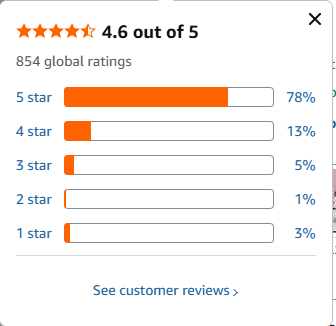 4.6 out of 5
854 global ratings
5 star 78%
4 star 13%
3 star 5%
2 star 1%
1 star 3%
See customer reviews ›